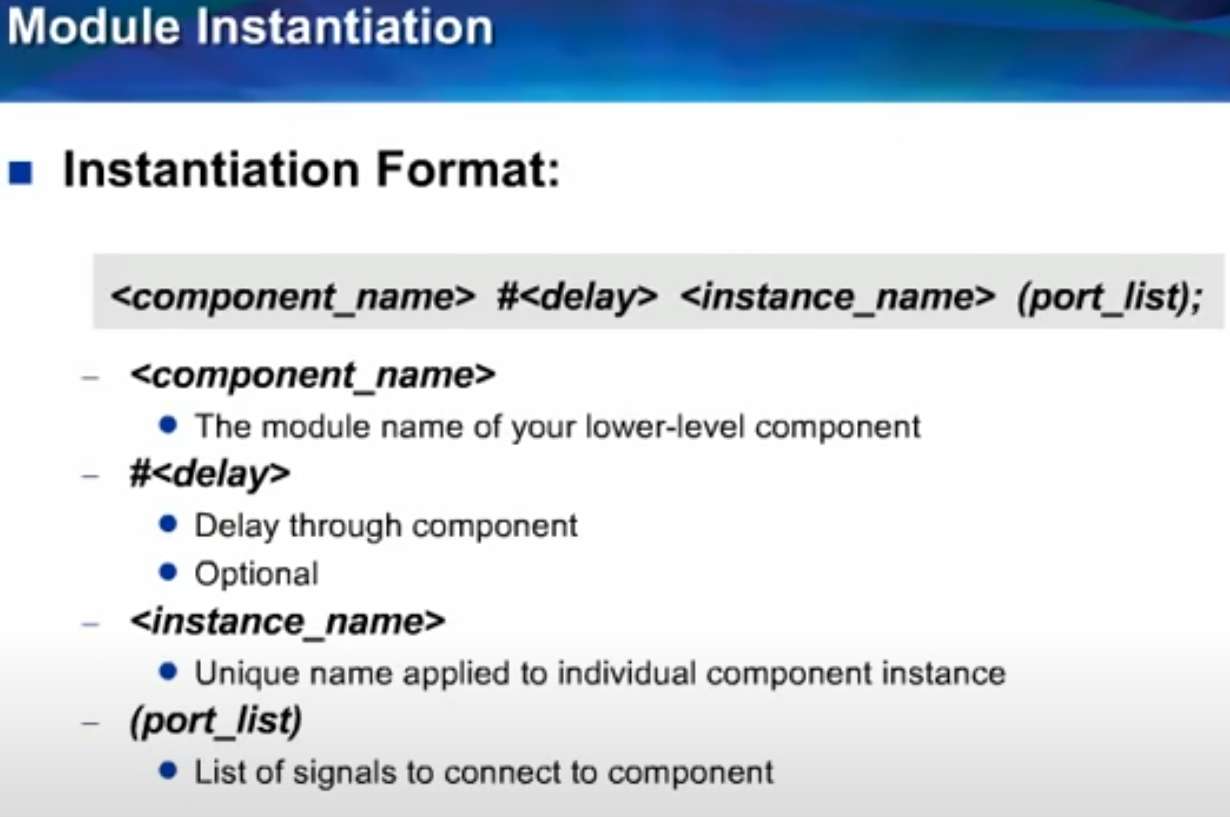 Module Instantiation
Instantiation Format:
<component_name> #<delay> <instance_name> (port_list);
– <component_name>
• The module name of your lower-level component
– #<delay>
• Delay through component
• Optional
– <instance_name>
• Unique name applied to individual component instance
– (port_list)
• List of signals to connect to component